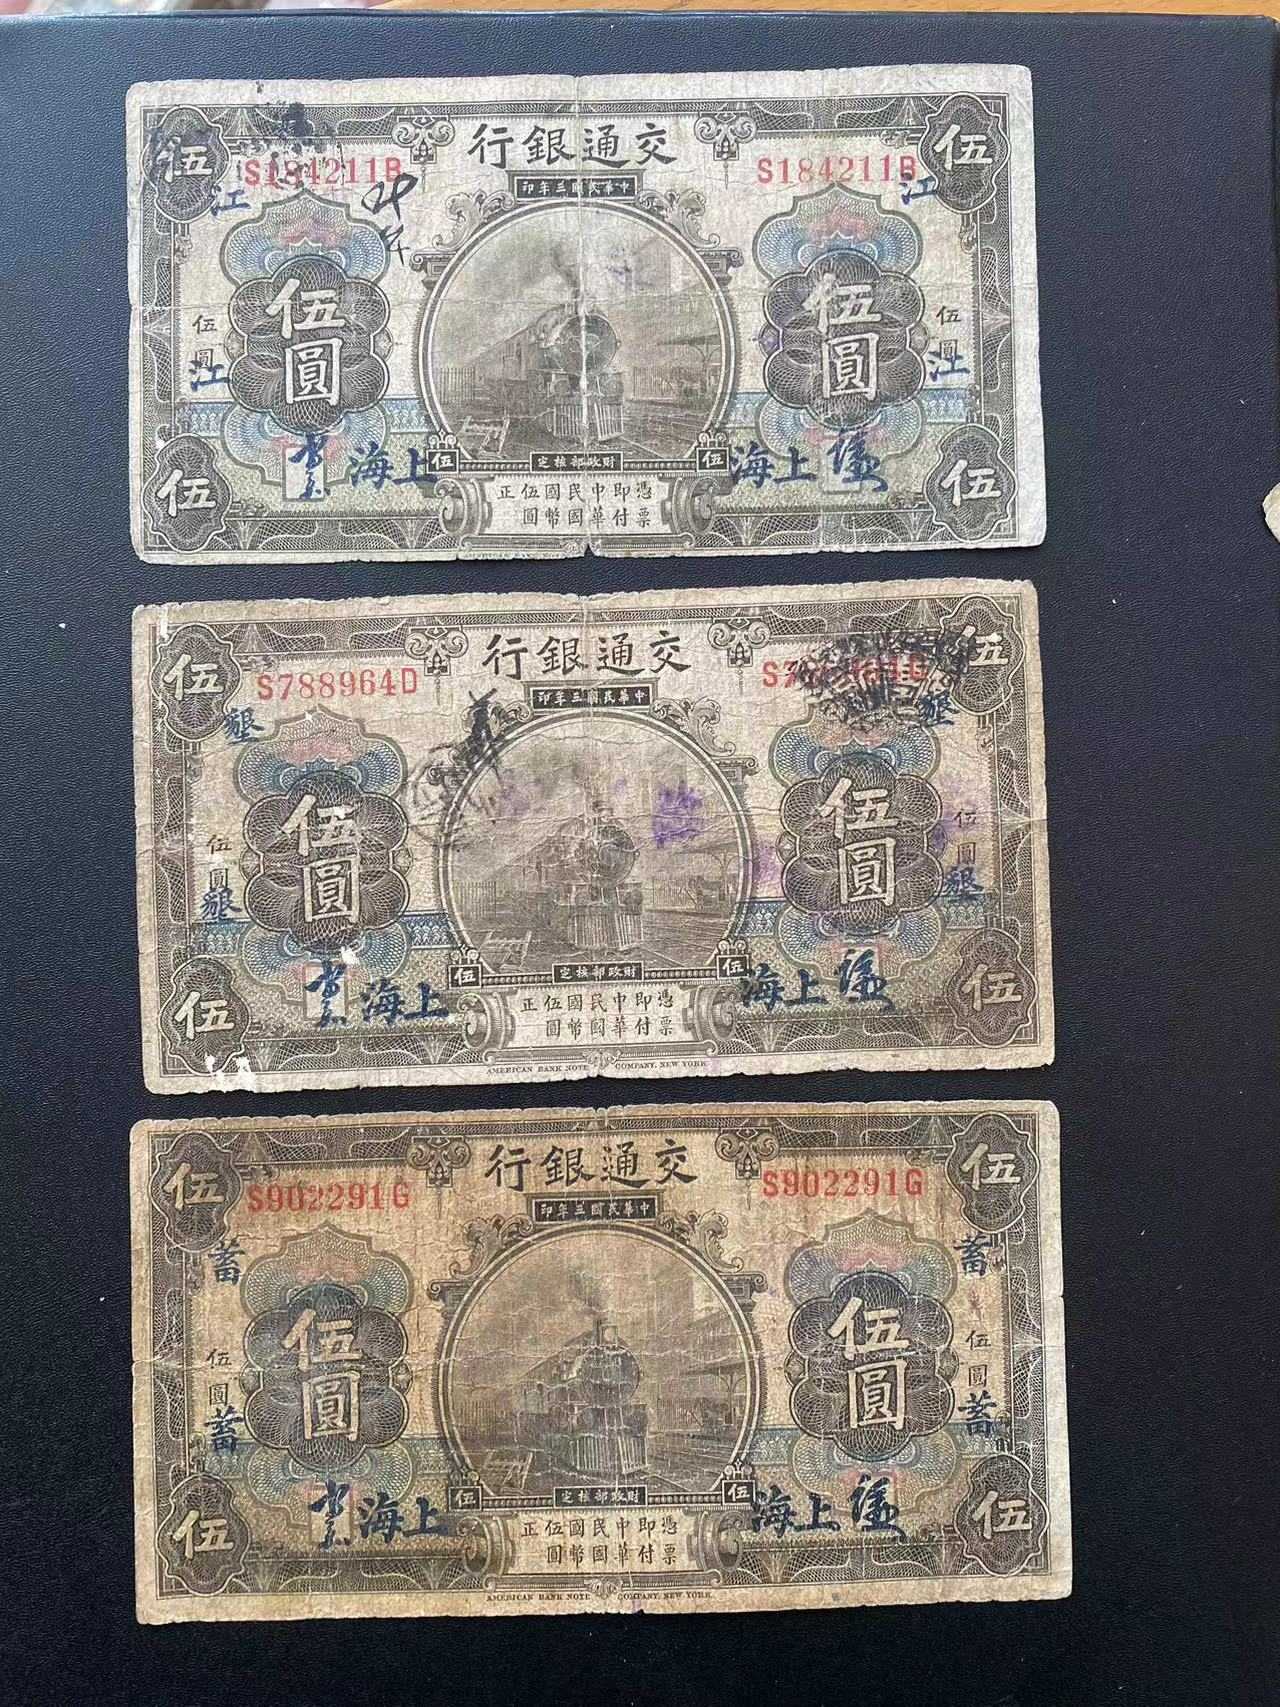 行銀通交
伍 伍
S184211B S184211B
印年三國民華中
江 江
伍圓 伍圓
伍圓 伍圓
江 江
海上 海上
伍 定核部政財 伍
伍 伍
正伍國民中即憑
圓幣國華付票
行銀通交
伍 伍
S788964D
印年三國民華中
墾 墾
伍圓 伍圓
伍圓 伍圓
墾 墾
海上 海上
伍 定核部政財 伍
伍 伍
正伍國民中即憑
圓幣國華付票
AMERICAN BANK NOTE COMPANY, NEW YORK.
行銀通交
伍 伍
S902291G S902291G
印年三國民華中
蓄 蓄
伍圓 伍圓
伍圓 伍圓
蓄 蓄
海上 海上
伍 定核部政財 伍
伍 伍
正伍國民中即憑
圓幣國華付票
AMERICAN BANK NOTE COMPANY, NEW YORK.